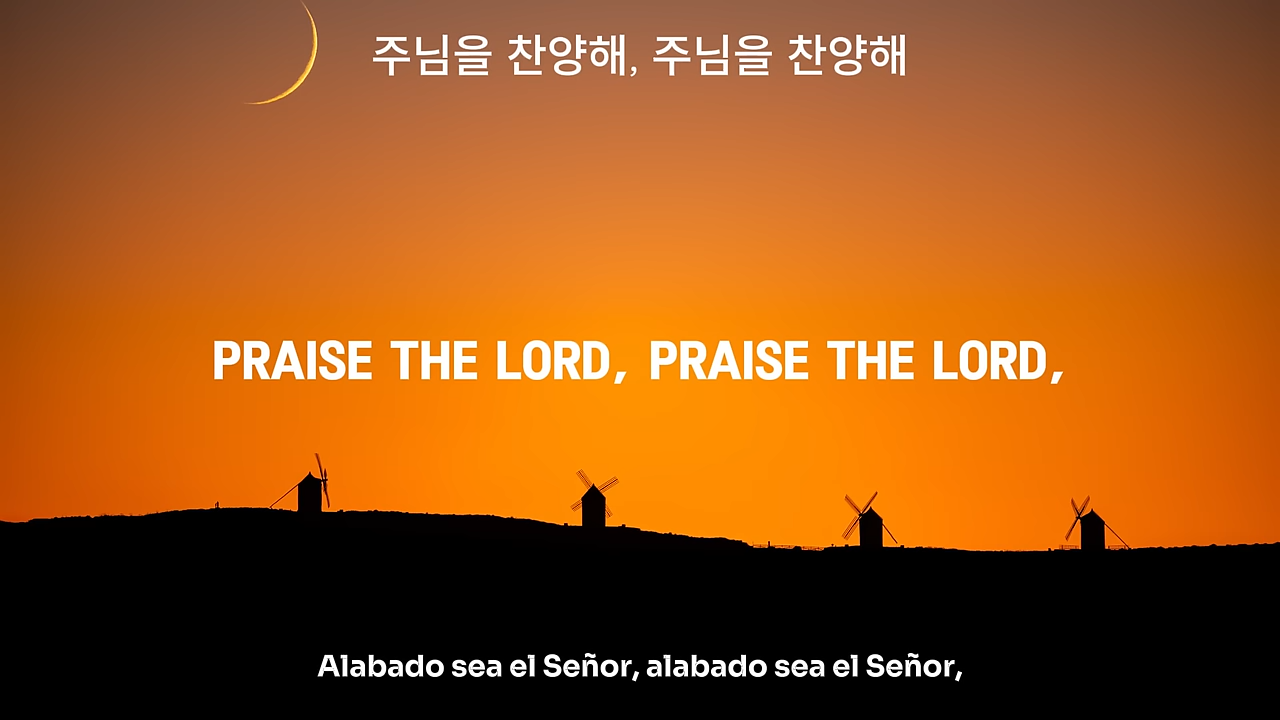 주님을 찬양해, 주님을 찬양해
PRAISE THE LORD, PRAISE THE LORD,
Alabado sea el Señor, alabado sea el Señor,